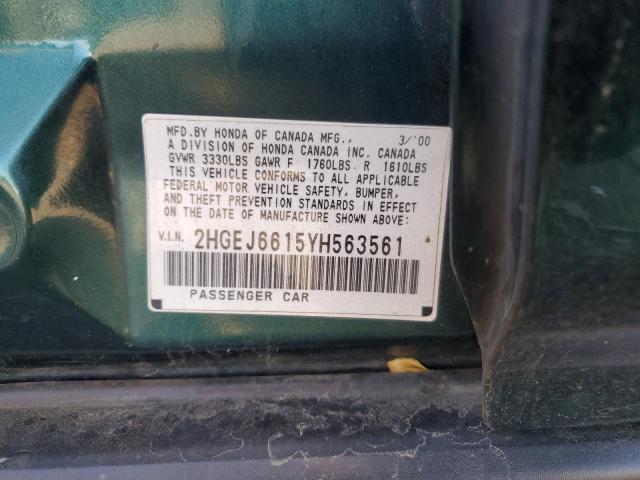 MFD.BY HONDA OF CANADA MFG., 3/'00
A DIVISION OF HONDA CANADA INC. CANADA
GVWR 3330LBS GAWR F 1760LBS R 1610LBS
THIS VEHICLE CONFORMS TO ALL APPLICABLE
FEDERAL MOTOR VEHICLE SAFETY, BUMPER,
AND THEFT PREVENTION STANDARDS IN EFFECT
ON THE DATE OF MANUFACTURE SHOWN ABOVE:
V.I.N. 2HGEJ6615YH563561
PASSENGER CAR